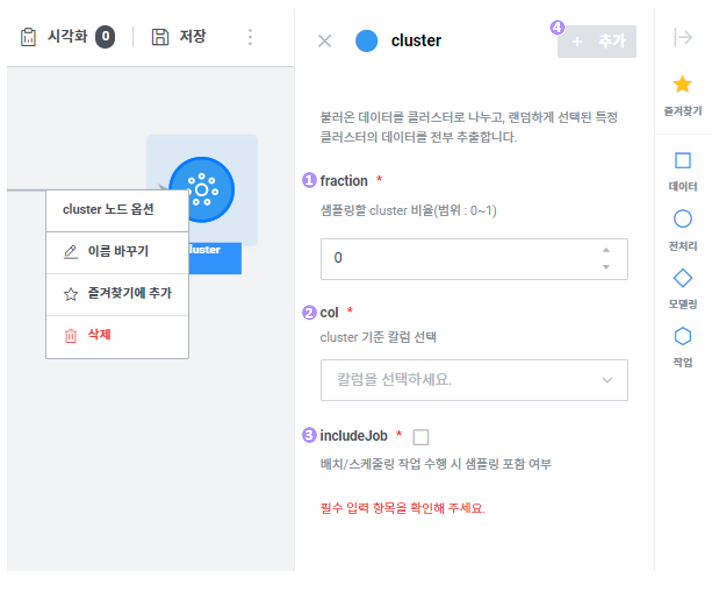 시각화 0
저장
cluster
4
+ 추가
즐겨찾기
불러온 데이터를 클러스터로 나누고, 랜덤하게 선택된 특정
클러스터의 데이터를 전부 추출합니다.
1 fraction *
샘플링할 cluster 비율(범위 : 0~1)
0
2 col *
cluster 기준 칼럼 선택
칼럼을 선택하세요.
3 includeJob *
배치/스케줄링 작업 수행 시 샘플링 포함 여부
필수 입력 항목을 확인해 주세요.
cluster 노드 옵션
이름 바꾸기
즐겨찾기에 추가
삭제
luster
데이터
전처리
모델링
작업